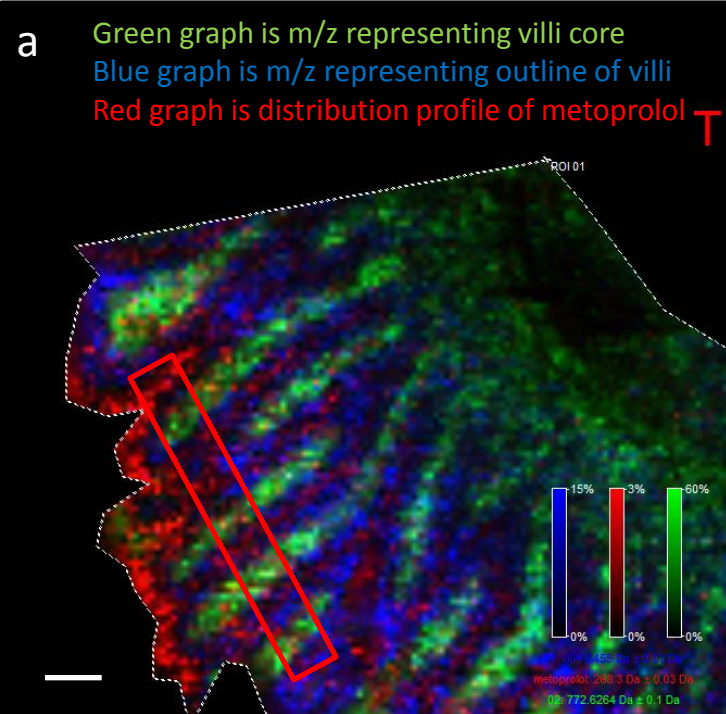 a
Green graph is m/z representing villi core
Blue graph is m/z representing outline of villi
Red graph is distribution profile of metoprolol
T
ROI 01
15% 3% 60%
0% 0% 0%
metoprolol: 268.3 Da ± 0.03 Da
02: 772.6264 Da ± 0.1 Da